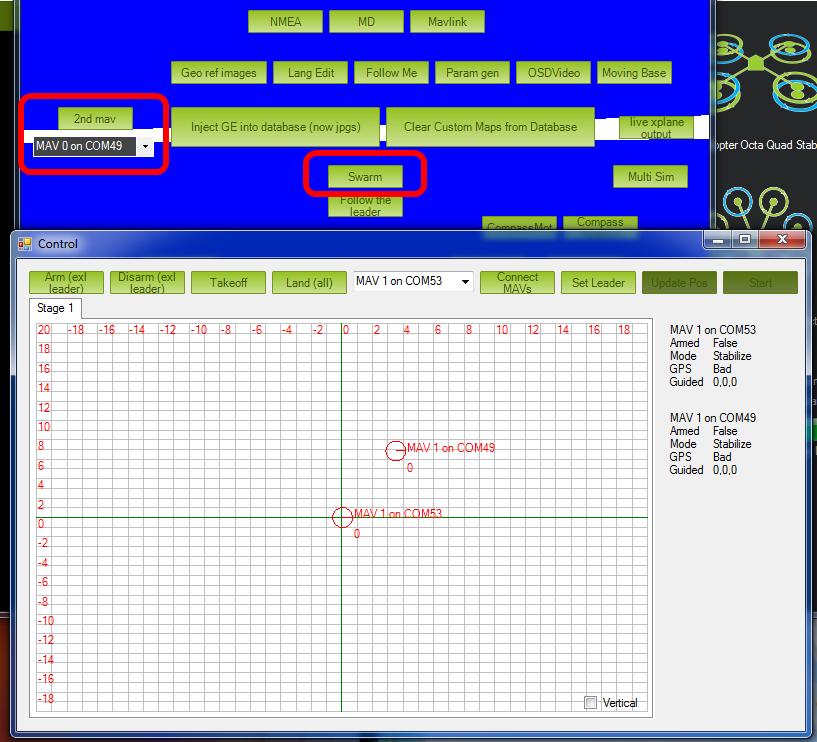 NMEA
MD
Mavlink
Geo ref images
Lang Edit
Follow Me
Param gen
OSDVideo
Moving Base
2nd mav
MAV 0 on COM49
Inject GE into database (now jpgs)
Clear Custom Maps from Database
live xplane
output
opter Octa Quad Stab
Swarm
Multi Sim
Follow the
leader
CompassMot
Compass
Control
Arm (exl
leader)
Disarm (exl
leader)
Takeoff
Land (all)
MAV 1 on COM53
Connect
MAVs
Set Leader
Update Pos
Start
Stage 1
20 -18 -16 -14 -12 -10 -8 -6 -4 -2 0 2 4 6 8 10 12 14 16 18
18
16
14
12
10
8
6
4
2
0
-2
-4
-6
-8
-10
-12
-14
-16
-18
MAV 1 on COM49
0
MAV 1 on COM53
0
Vertical
MAV 1 on COM53
Armed False
Mode Stabilize
GPS Bad
Guided 0,0,0
MAV 1 on COM49
Armed False
Mode Stabilize
GPS Bad
Guided 0,0,0